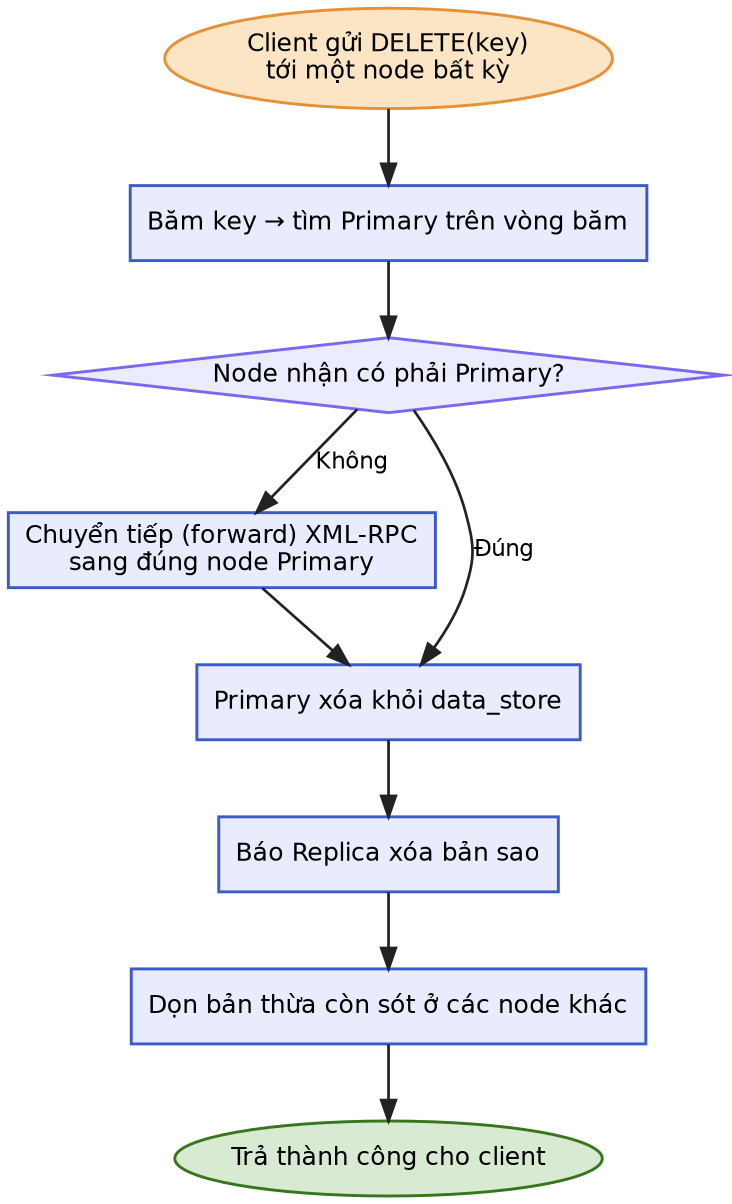 Client gửi DELETE(key)
tới một node bất kỳ
Băm key → tìm Primary trên vòng băm
Node nhận có phải Primary?
Không
Đúng
Chuyển tiếp (forward) XML-RPC
sang đúng node Primary
Primary xóa khỏi data_store
Báo Replica xóa bản sao
Dọn bản thừa còn sót ở các node khác
Trả thành công cho client